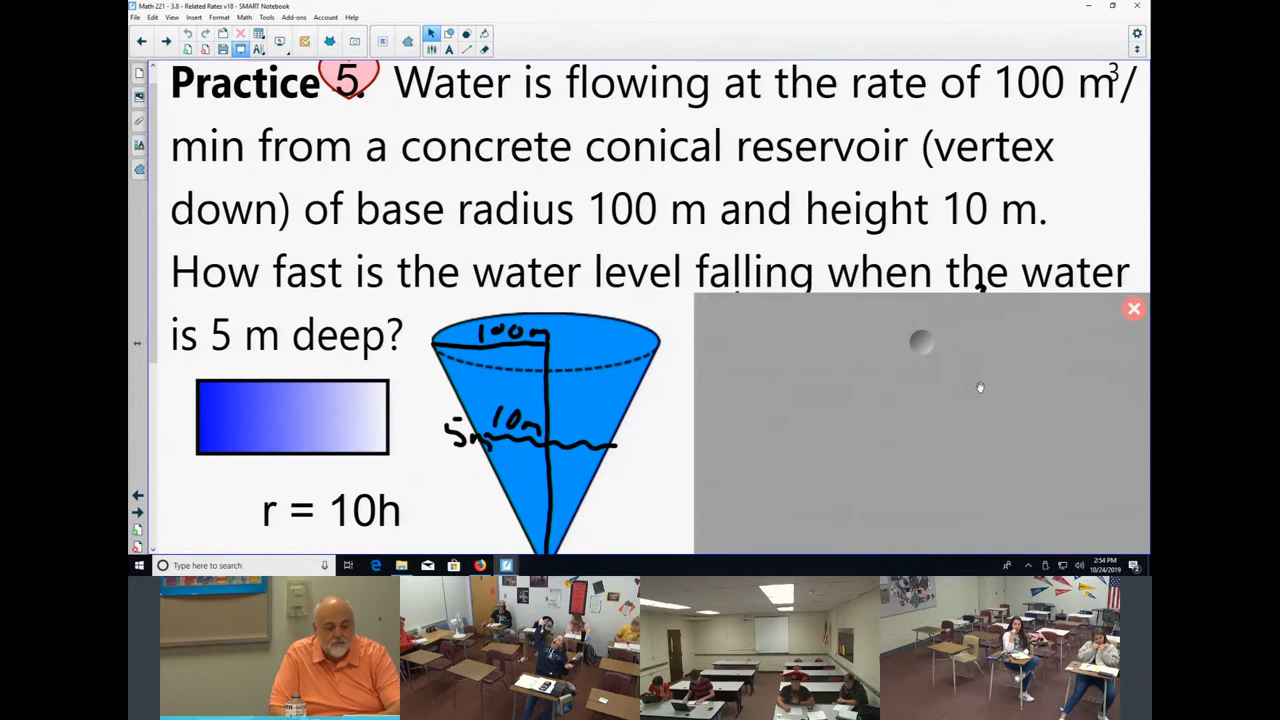 Math 221 - 3.8 - Related Rates v18 - SMART Notebook
File Edit View Insert Format Math Tools Add-ons Account Help
Practice 5. Water is flowing at the rate of 100 m3/
min from a concrete conical reservoir (vertex
down) of base radius 100 m and height 10 m.
How fast is the water level falling when the water
is 5 m deep?
100m
10m
5m
r = 10h
Type here to search
2:54 PM
10/24/2019